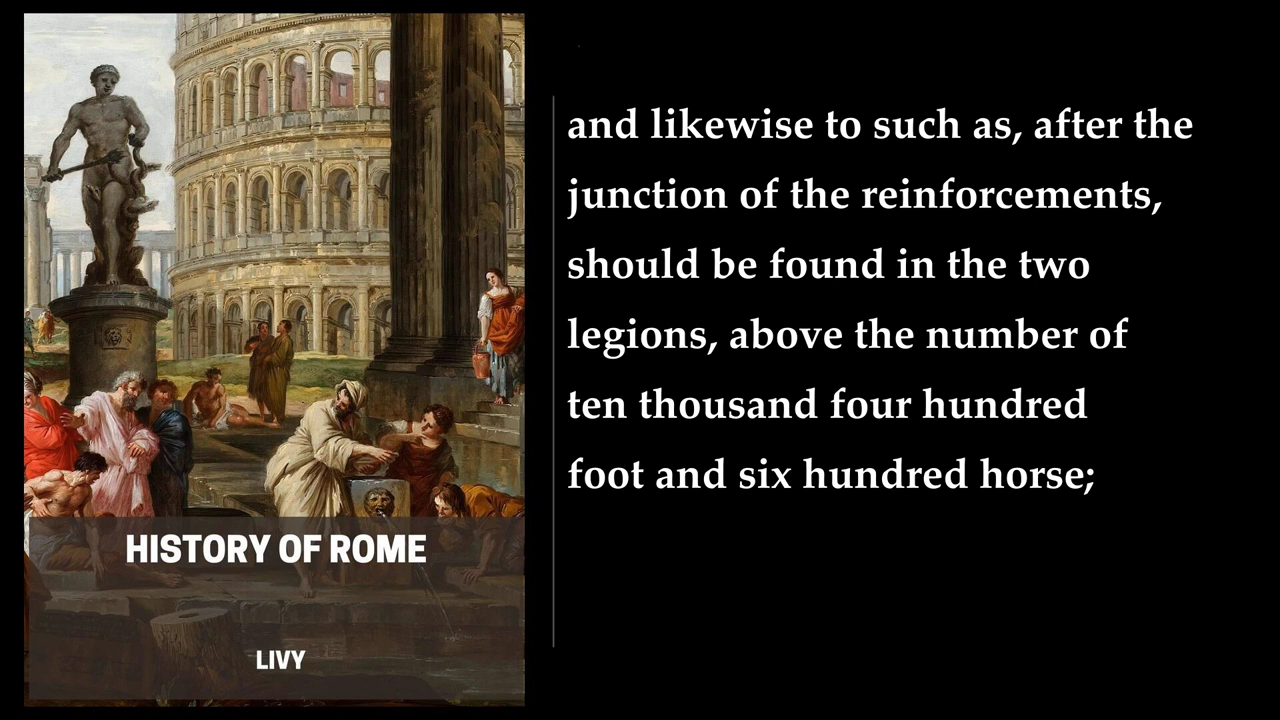 HISTORY OF ROME
LIVY
and likewise to such as, after the
junction of the reinforcements,
should be found in the two
legions, above the number of
ten thousand four hundred
foot and six hundred horse;